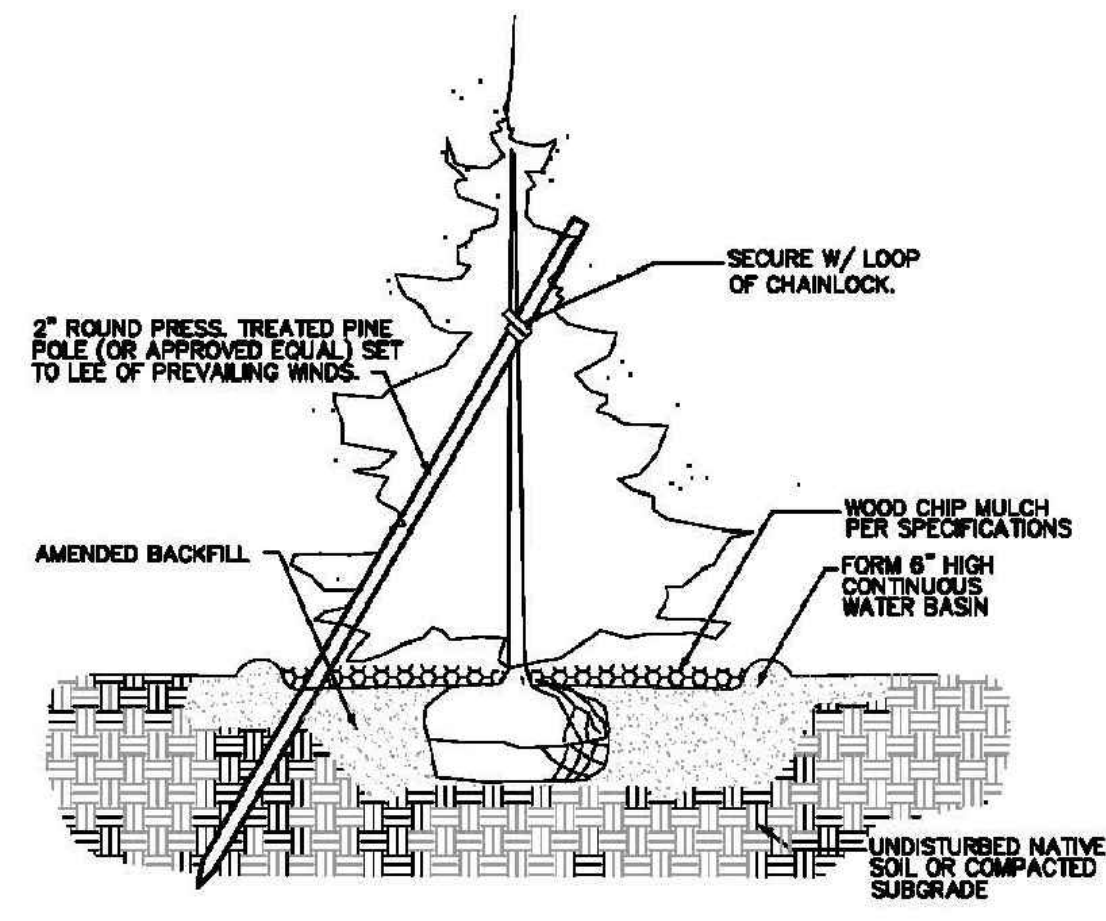 SECURE W/ LOOP
OF CHAINLOCK.
2" ROUND PRESS. TREATED PINE
POLE (OR APPROVED EQUAL) SET
TO LEE OF PREVAILING WINDS.
WOOD CHIP MULCH
PER SPECIFICATIONS
AMENDED BACKFILL
FORM 6" HIGH
CONTINUOUS
WATER BASIN
UNDISTURBED NATIVE
SOIL OR COMPACTED
SUBGRADE